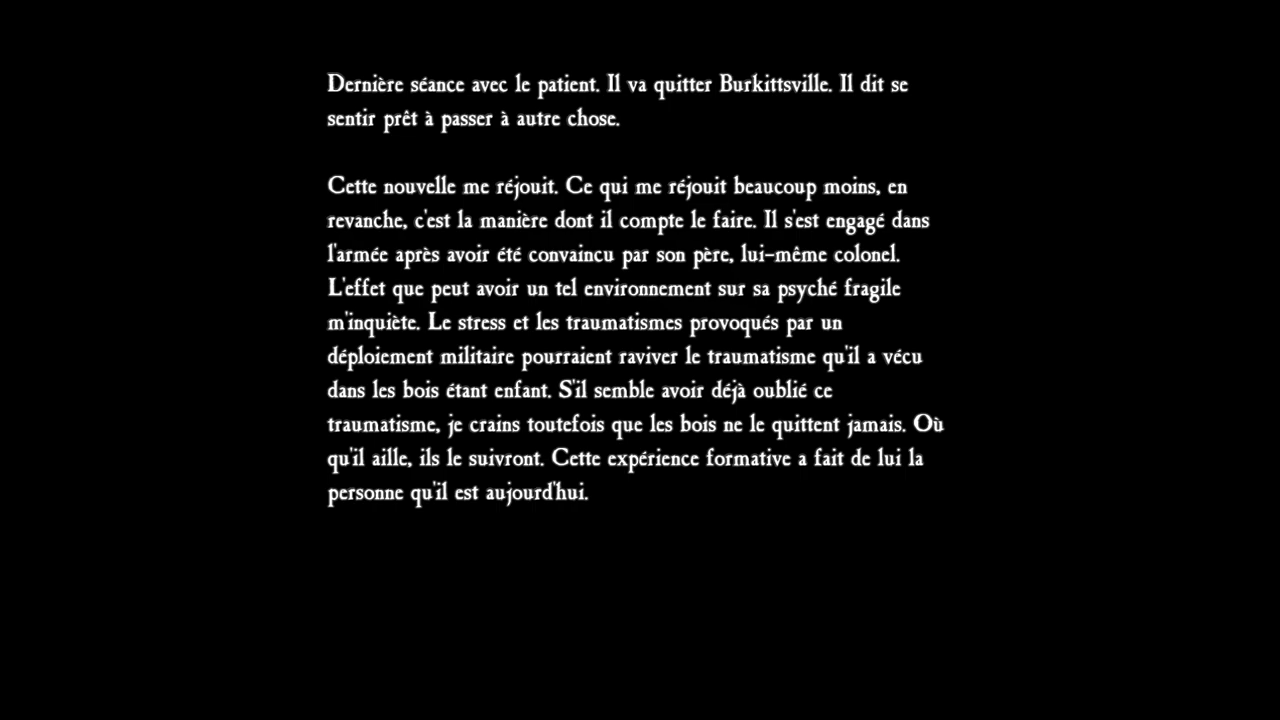 Dernière séance avec le patient. Il va quitter Burkittsville. Il dit se
sentir prêt à passer à autre chose.
Cette nouvelle me réjouit. Ce qui me réjouit beaucoup moins, en
revanche, c'est la manière dont il compte le faire. Il s'est engagé dans
l'armée après avoir été convaincu par son père, lui-même colonel.
L'effet que peut avoir un tel environnement sur sa psyché fragile
m'inquiète. Le stress et les traumatismes provoqués par un
déploiement militaire pourraient raviver le traumatisme qu'il a vécu
dans les bois étant enfant. S'il semble avoir déjà oublié ce
traumatisme, je crains toutefois que les bois ne le quittent jamais. Où
qu'il aille, ils le suivront. Cette expérience formative a fait de lui la
personne qu'il est aujourd'hui.